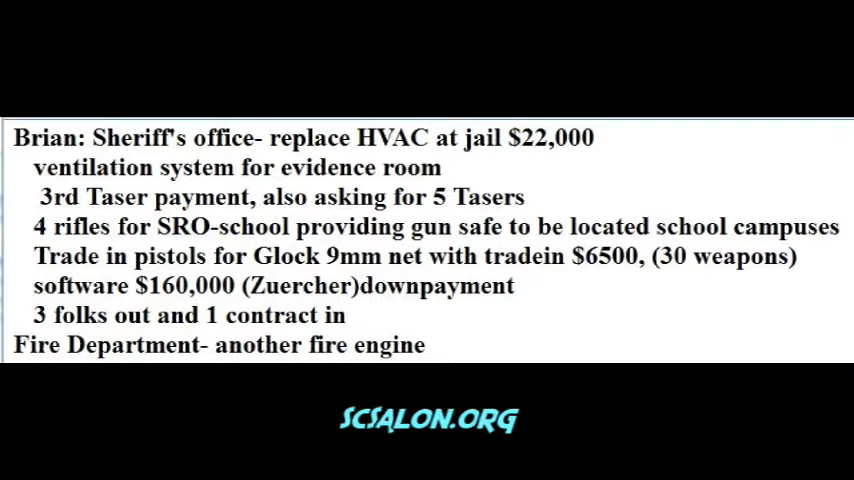 Brian: Sheriff's office- replace HVAC at jail $22,000
ventilation system for evidence room
3rd Taser payment, also asking for 5 Tasers
4 rifles for SRO-school providing gun safe to be located school campuses
Trade in pistols for Glock 9mm net with tradein $6500, (30 weapons)
software $160,000 (Zuercher)downpayment
3 folks out and 1 contract in
Fire Department- another fire engine
SCSALON.ORG